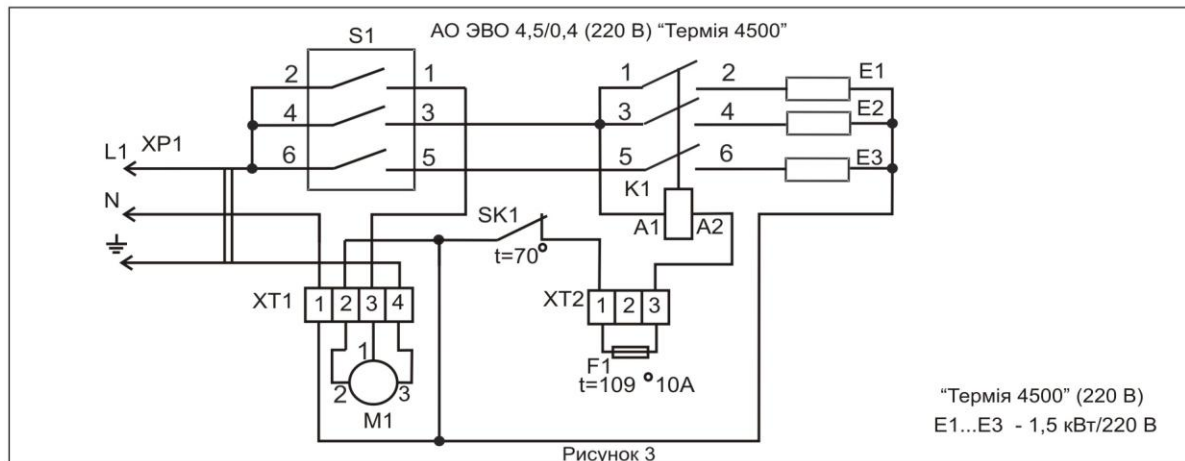 АО ЭВО 4,5/0,4 (220 В) “Термія 4500”
S1
2 1 1 2 E1
4 3 3 4 E2
L1 XP1 6 5 5 6 E3
K1
N SK1 A1 A2
t=70°
XT1 1 2 3 4 XT2 1 2 3
1 F1
2 3 t=109 °10A
M1
“Термія 4500” (220 В)
Е1...Е3 - 1,5 кВт/220 В
Рисунок 3